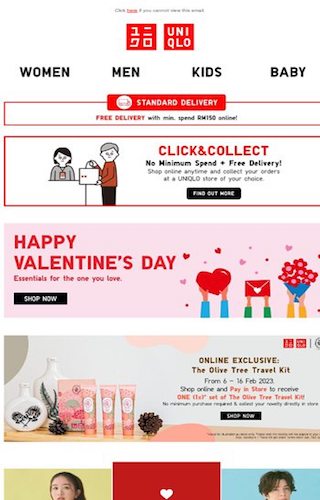 Click here if you cannot view this email.
ユニ UNI
クロ QLO
WOMEN MEN KIDS BABY
STANDARD DELIVERY
FREE DELIVERY with min. spend RM150 online!
CLICK&COLLECT
No Minimum Spend + Free Delivery!
Shop online anytime and collect your orders
at a UNIQLO store of your choice.
FIND OUT MORE
HAPPY
VALENTINE'S DAY
Essentials for the one you love.
SHOP NOW
ONLINE EXCLUSIVE:
The Olive Tree Travel Kit
From 6 – 16 Feb 2023.
Shop online and Pay in Store to receive
ONE (1x)* set of The Olive Tree Travel Kit!
No minimum purchase required & collect your novelty directly in store
SHOP NOW